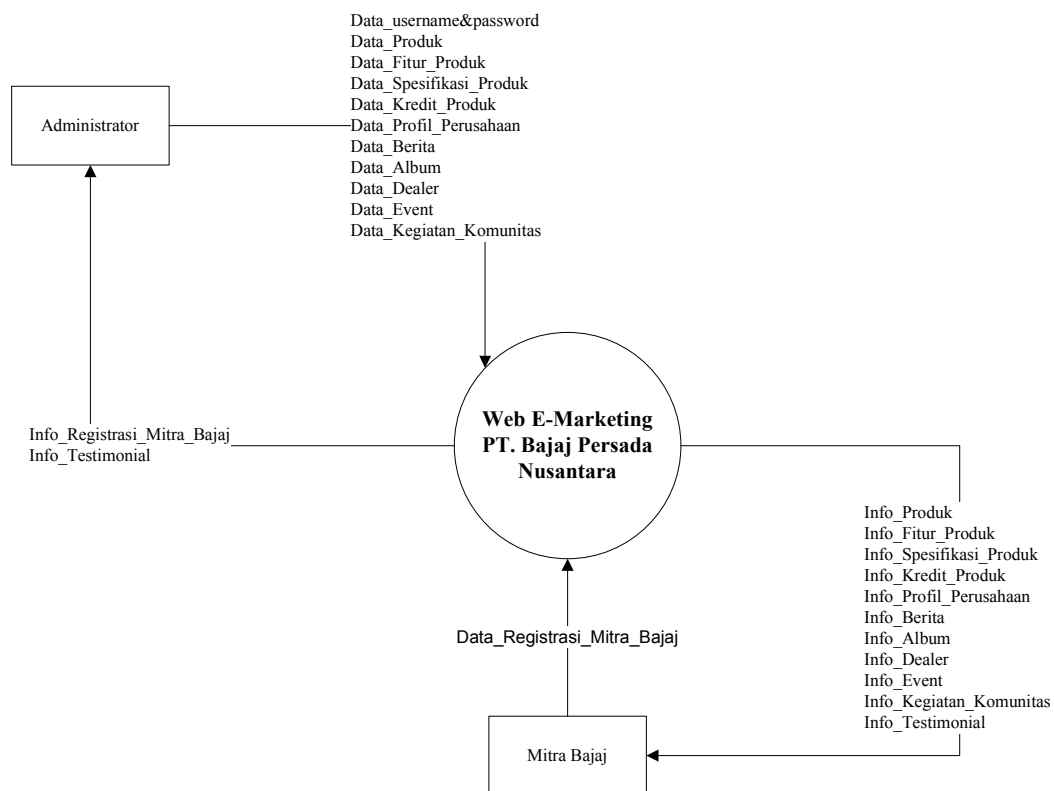 Data_username&password
Data_Produk
Data_Fitur_Produk
Data_Spesifikasi_Produk
Data_Kredit_Produk
Data_Profil_Perusahaan
Data_Berita
Data_Album
Data_Dealer
Data_Event
Data_Kegiatan_Komunitas
Administrator
Web E-Marketing
PT. Bajaj Persada
Nusantara
Info_Registrasi_Mitra_Bajaj
Info_Testimonial
Info_Produk
Info_Fitur_Produk
Info_Spesifikasi_Produk
Info_Kredit_Produk
Info_Profil_Perusahaan
Info_Berita
Info_Album
Info_Dealer
Info_Event
Info_Kegiatan_Komunitas
Info_Testimonial
Data_Registrasi_Mitra_Bajaj
Mitra Bajaj